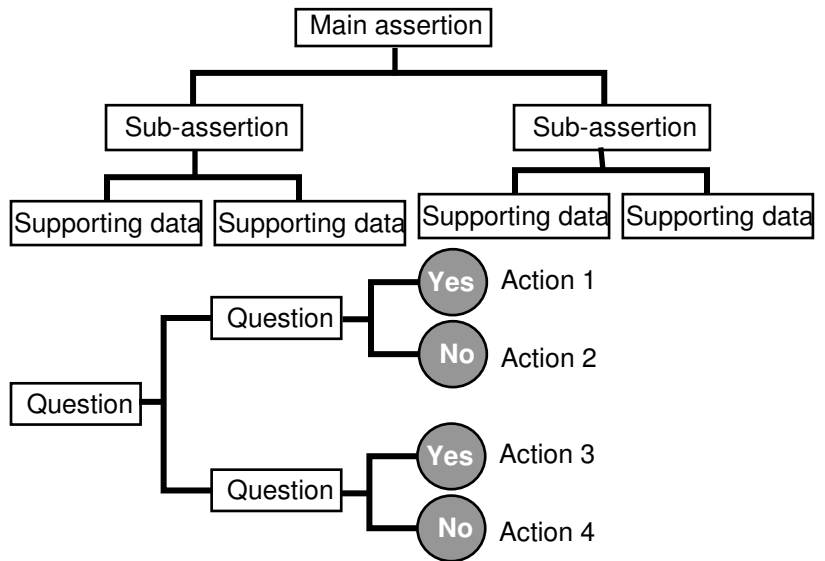 Main assertion
Sub-assertion
Sub-assertion
Supporting data
Supporting data
Supporting data
Supporting data
Yes
Action 1
Question
No
Action 2
Question
Yes
Action 3
Question
No
Action 4